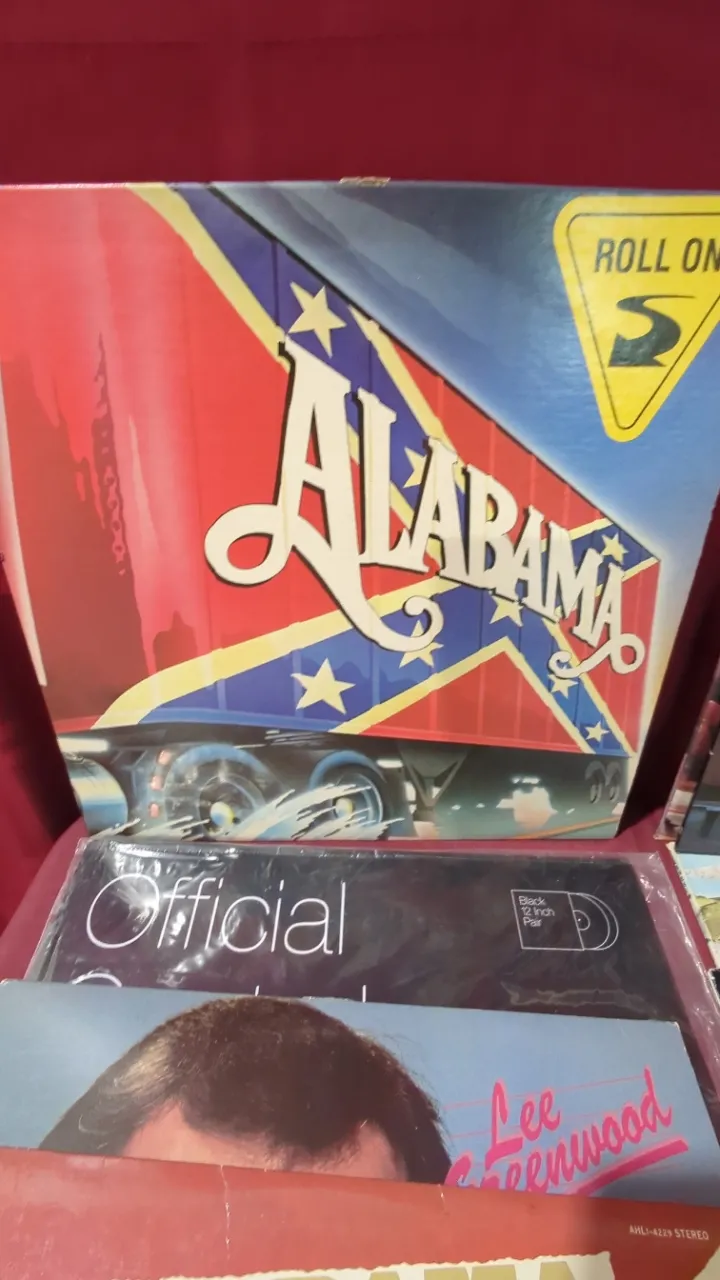 ROLL ON
ALABAMA
Official
Black
12 Inch
Pair
Lee
Greenwood
AHL1-4229 STEREO